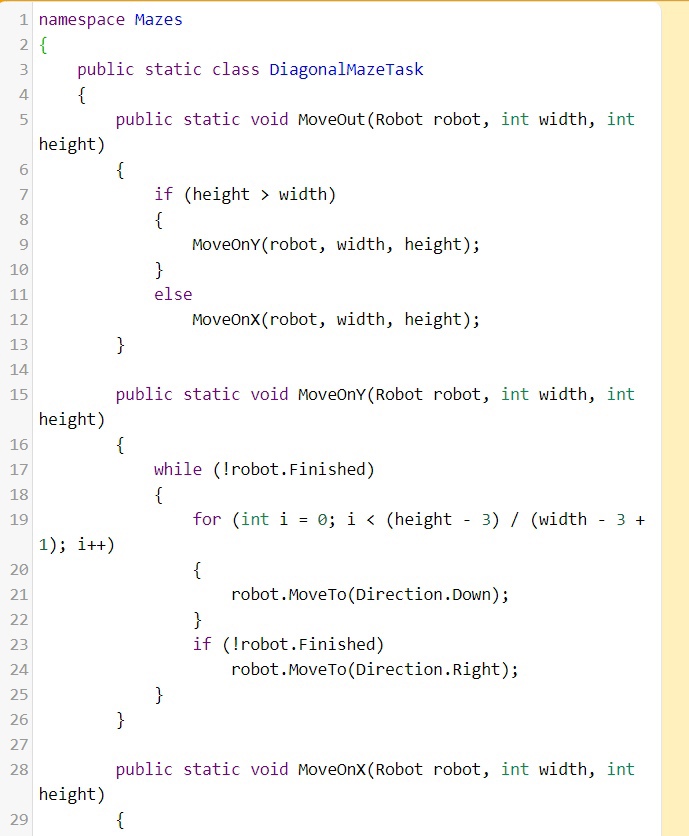 1 namespace Mazes
2 {
3     public static class DiagonalMazeTask
4     {
5         public static void MoveOut(Robot robot, int width, int
height)
6         {
7             if (height > width)
8             {
9                 MoveOnY(robot, width, height);
10             }
11             else
12                 MoveOnX(robot, width, height);
13         }
14
15         public static void MoveOnY(Robot robot, int width, int
height)
16         {
17             while (!robot.Finished)
18             {
19                 for (int i = 0; i < (height - 3) / (width - 3 +
1); i++)
20                 {
21                     robot.MoveTo(Direction.Down);
22                 }
23                 if (!robot.Finished)
24                     robot.MoveTo(Direction.Right);
25             }
26         }
27
28         public static void MoveOnX(Robot robot, int width, int
height)
29         {